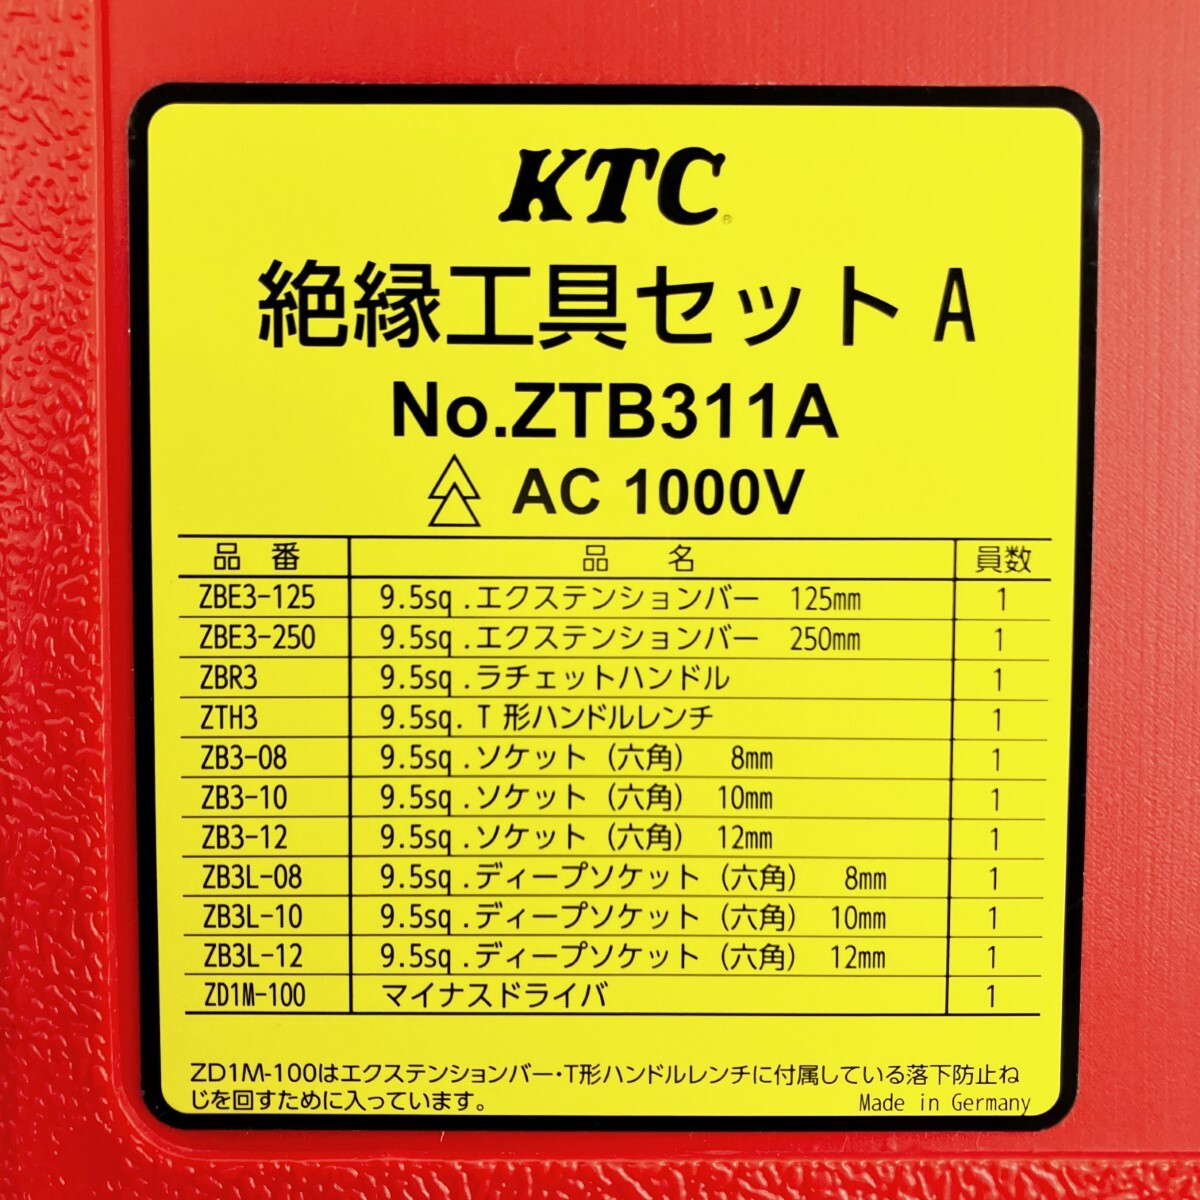 KTC®
絶縁工具セット A
No.ZTB311A
AC 1000V
品 番 品 名 員数
ZBE3-125 9.5sq.エクステンションバー 125mm 1
ZBE3-250 9.5sq.エクステンションバー 250mm 1
ZBR3 9.5sq.ラチェットハンドル 1
ZTH3 9.5sq.T形ハンドルレンチ 1
ZB3-08 9.5sq.ソケット（六角） 8mm 1
ZB3-10 9.5sq.ソケット（六角） 10mm 1
ZB3-12 9.5sq.ソケット（六角） 12mm 1
ZB3L-08 9.5sq.ディープソケット（六角） 8mm 1
ZB3L-10 9.5sq.ディープソケット（六角） 10mm 1
ZB3L-12 9.5sq.ディープソケット（六角） 12mm 1
ZD1M-100 マイナスドライバ 1
ZD1M-100はエクステンションバー・T形ハンドルレンチに付属している落下防止ね
じを回すために入っています。 Made in Germany